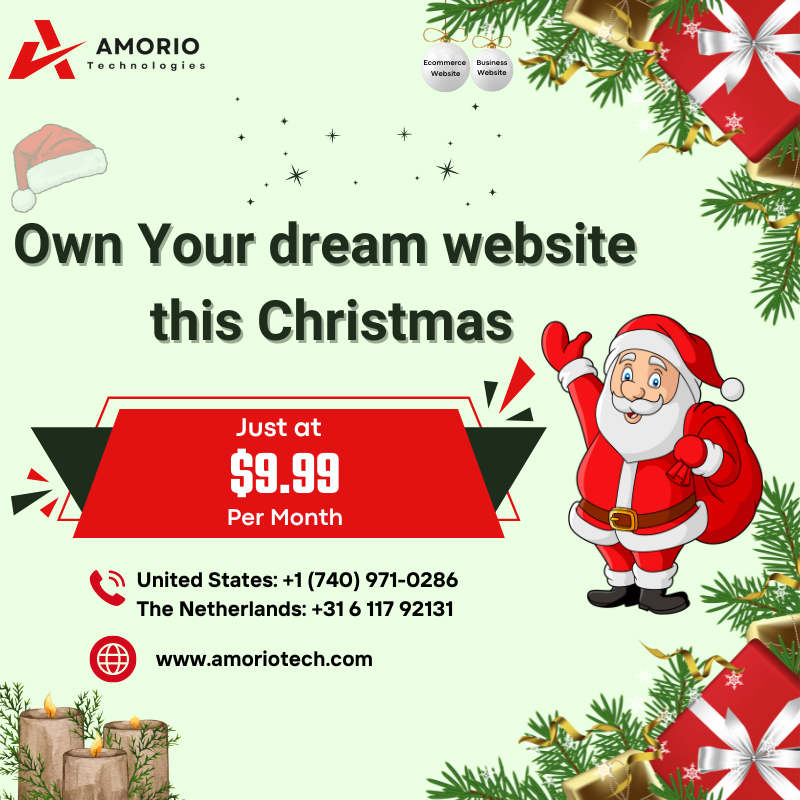 AMORIO
Technologies
Ecommerce
Website
Business
Website
Own Your dream website
this Christmas
Just at
$9.99
Per Month
United States: +1 (740) 971-0286
The Netherlands: +31 6 117 92131
www.amoriotech.com